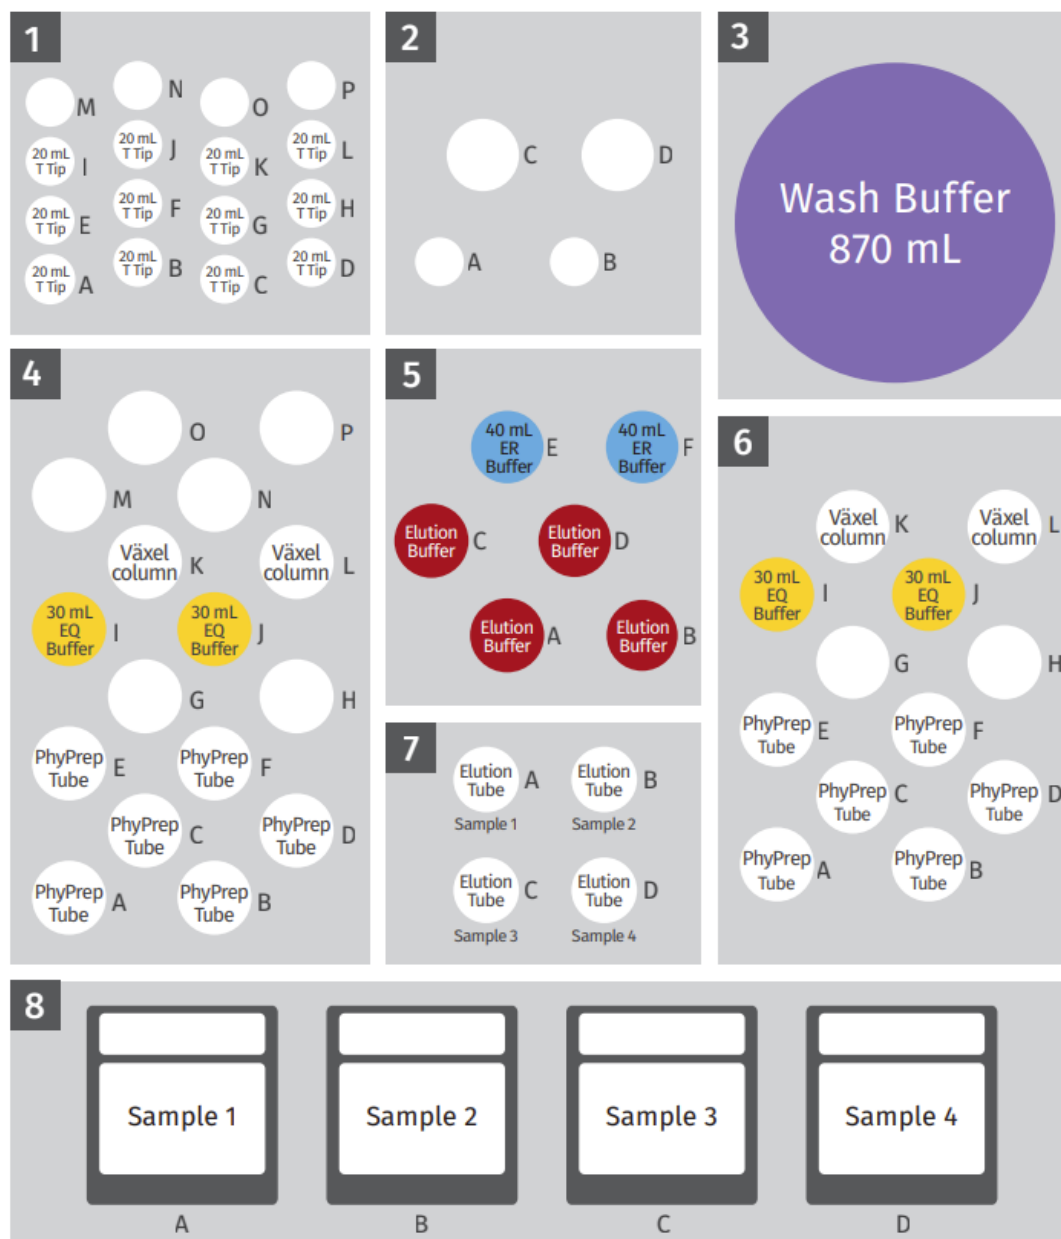 1
M
N
O
P
20 mL
T Tip
I
20 mL
T Tip
J
20 mL
T Tip
K
20 mL
T Tip
L
20 mL
T Tip
E
20 mL
T Tip
F
20 mL
T Tip
G
20 mL
T Tip
H
20 mL
T Tip
A
20 mL
T Tip
B
20 mL
T Tip
C
20 mL
T Tip
D
2
C
D
A
B
3
Wash Buffer
870 mL
4
O
P
M
N
Växel
column
K
Växel
column
L
30 mL
EQ
Buffer
I
30 mL
EQ
Buffer
J
G
H
PhyPrep
Tube
E
PhyPrep
Tube
F
PhyPrep
Tube
C
PhyPrep
Tube
D
PhyPrep
Tube
A
PhyPrep
Tube
B
5
40 mL
ER
Buffer
E
40 mL
ER
Buffer
F
Elution
Buffer
C
Elution
Buffer
D
Elution
Buffer
A
Elution
Buffer
B
6
Växel
column
K
Växel
column
L
30 mL
EQ
Buffer
I
30 mL
EQ
Buffer
J
G
H
PhyPrep
Tube
E
PhyPrep
Tube
F
PhyPrep
Tube
C
PhyPrep
Tube
D
PhyPrep
Tube
A
PhyPrep
Tube
B
7
Elution
Tube
A
Sample 1
Elution
Tube
B
Sample 2
Elution
Tube
C
Sample 3
Elution
Tube
D
Sample 4
8
Sample 1
A
Sample 2
B
Sample 3
C
Sample 4
D